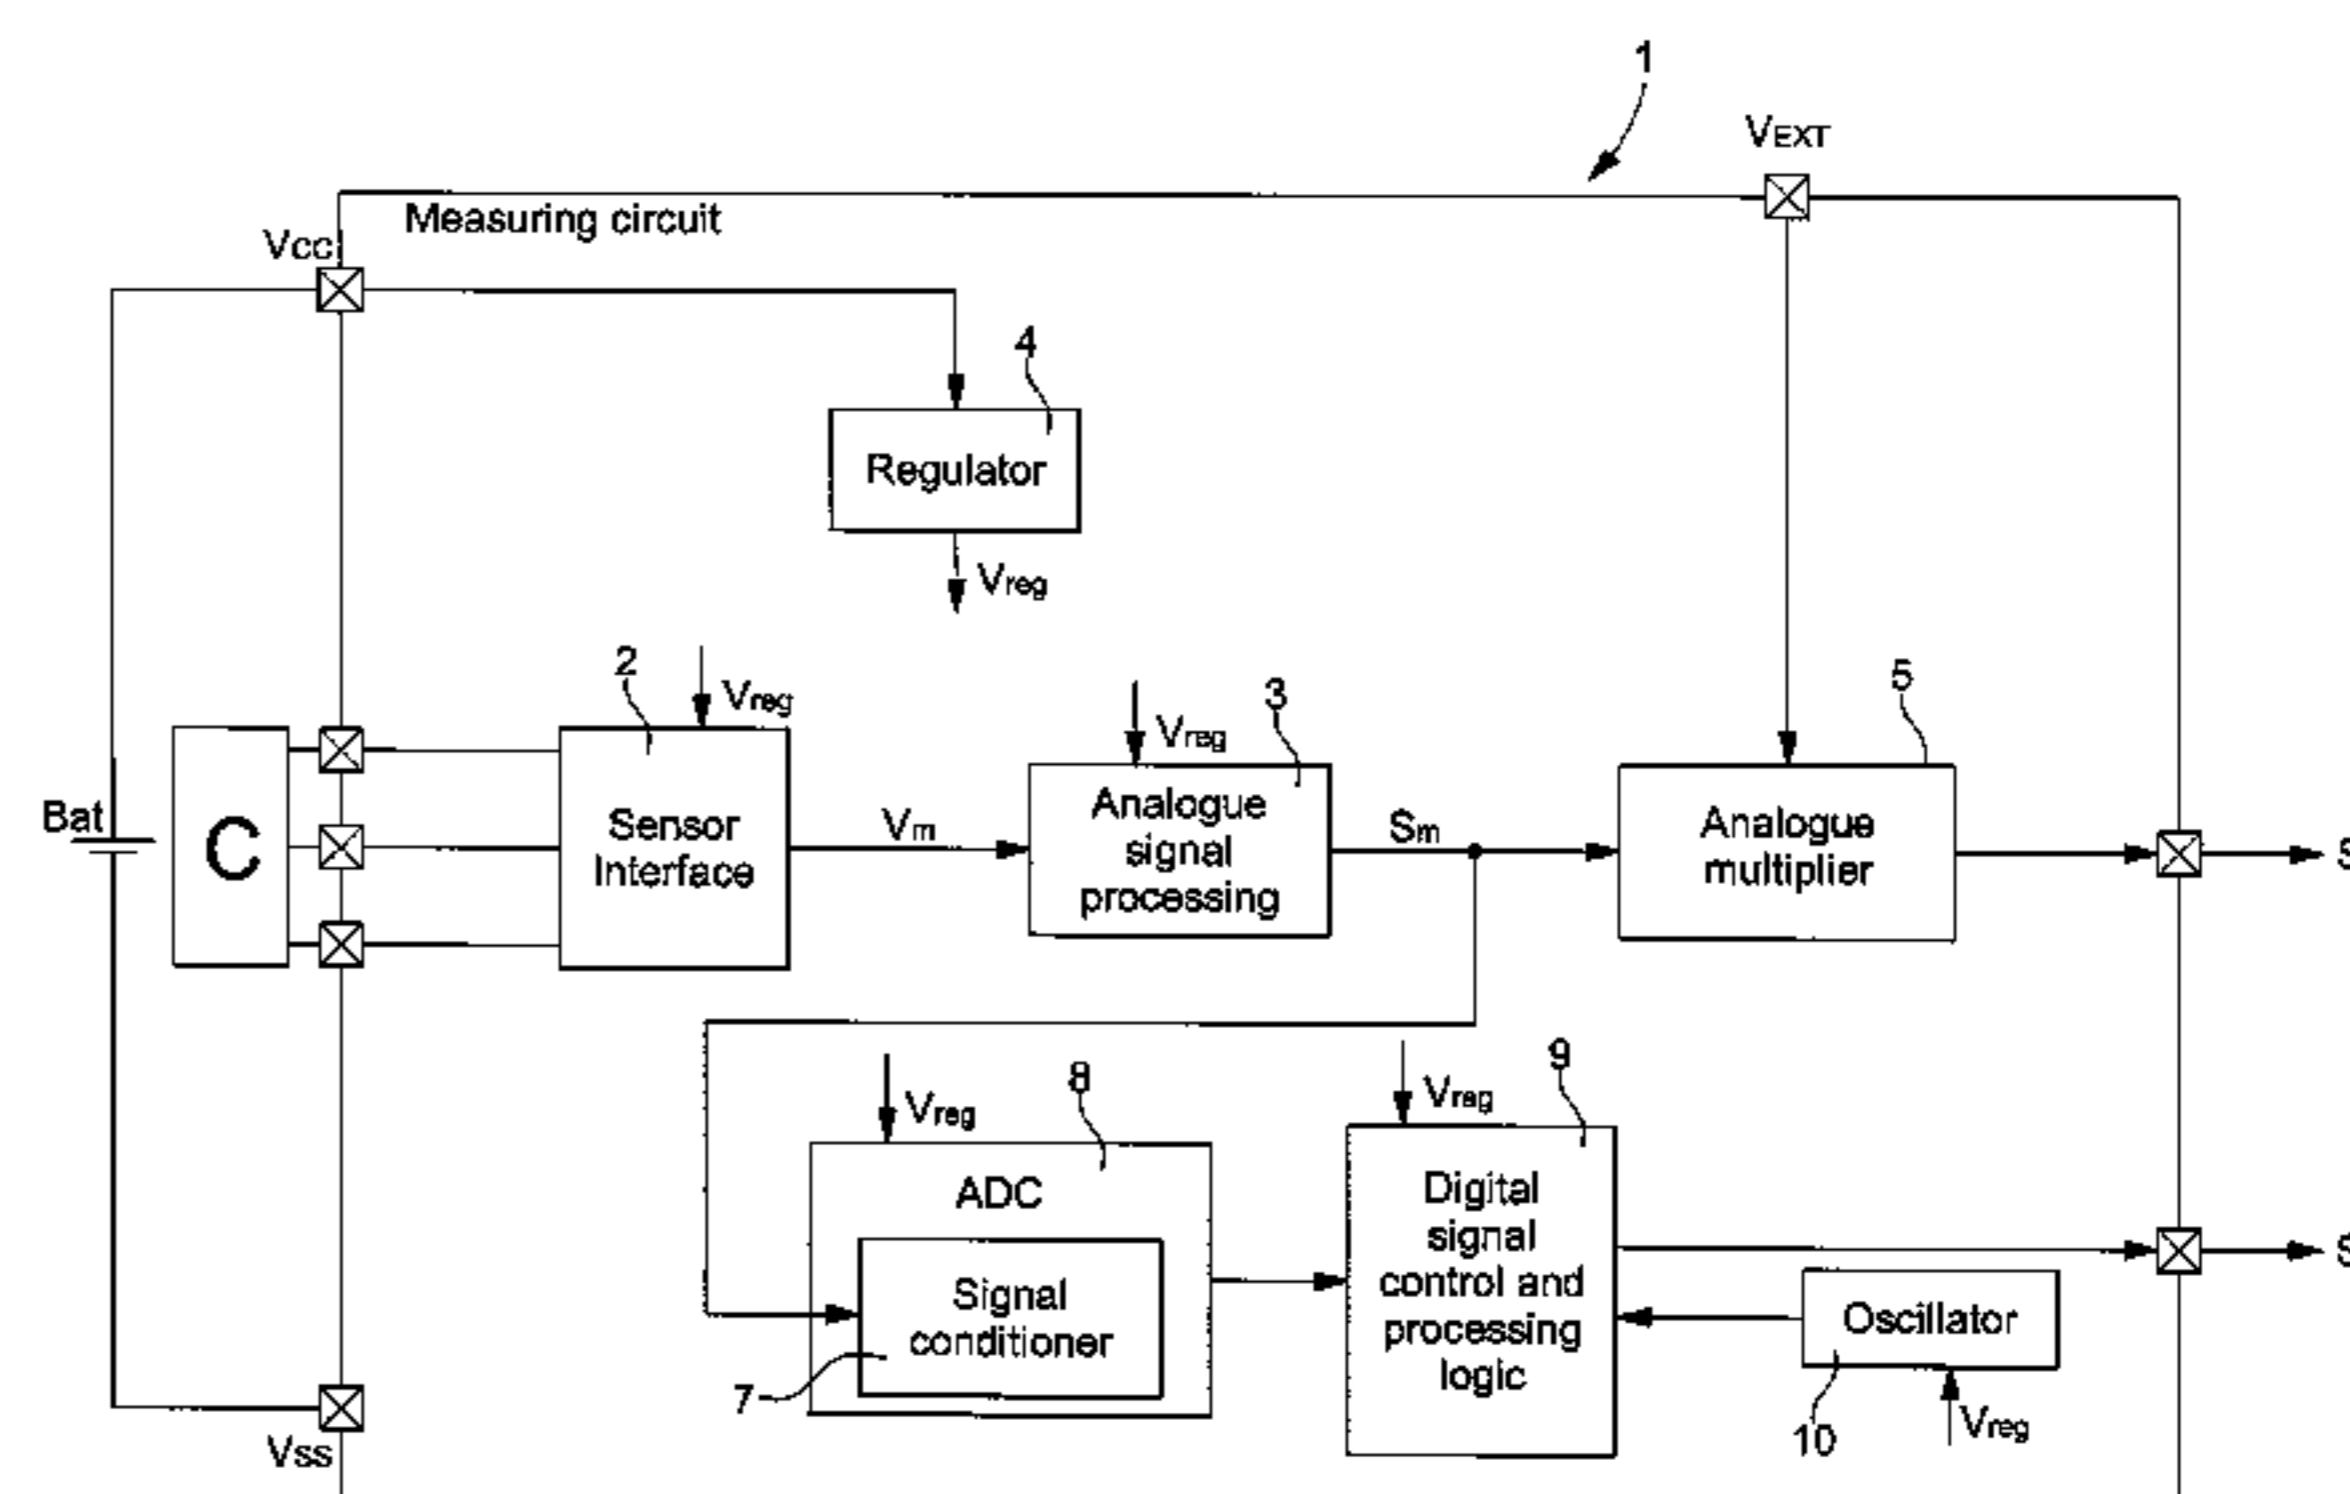 1
VEXT
Measuring circuit
Vcc
4
Regulator
Vreg
2
Vreg
3
Vreg
5
Bat
C
Sensor
Interface
Vm
Analogue
signal
processing
Sm
Analogue
multiplier
8
Vreg
9
Vreg
ADC
Signal
conditioner
7
Digital
signal
control and
processing
logic
Oscillator
10
Vreg
Vss